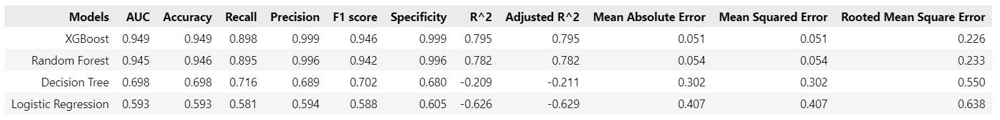 Models AUC Accuracy Recall Precision F1 score Specificity R^2 Adjusted R^2 Mean Absolute Error Mean Squared Error Rooted Mean Square Error
XGBoost 0.949 0.949 0.898 0.999 0.946 0.999 0.795 0.795 0.051 0.051 0.226
Random Forest 0.945 0.946 0.895 0.996 0.942 0.996 0.782 0.782 0.054 0.054 0.233
Decision Tree 0.698 0.698 0.716 0.689 0.702 0.680 -0.209 -0.211 0.302 0.302 0.550
Logistic Regression 0.593 0.593 0.581 0.594 0.588 0.605 -0.626 -0.629 0.407 0.407 0.638